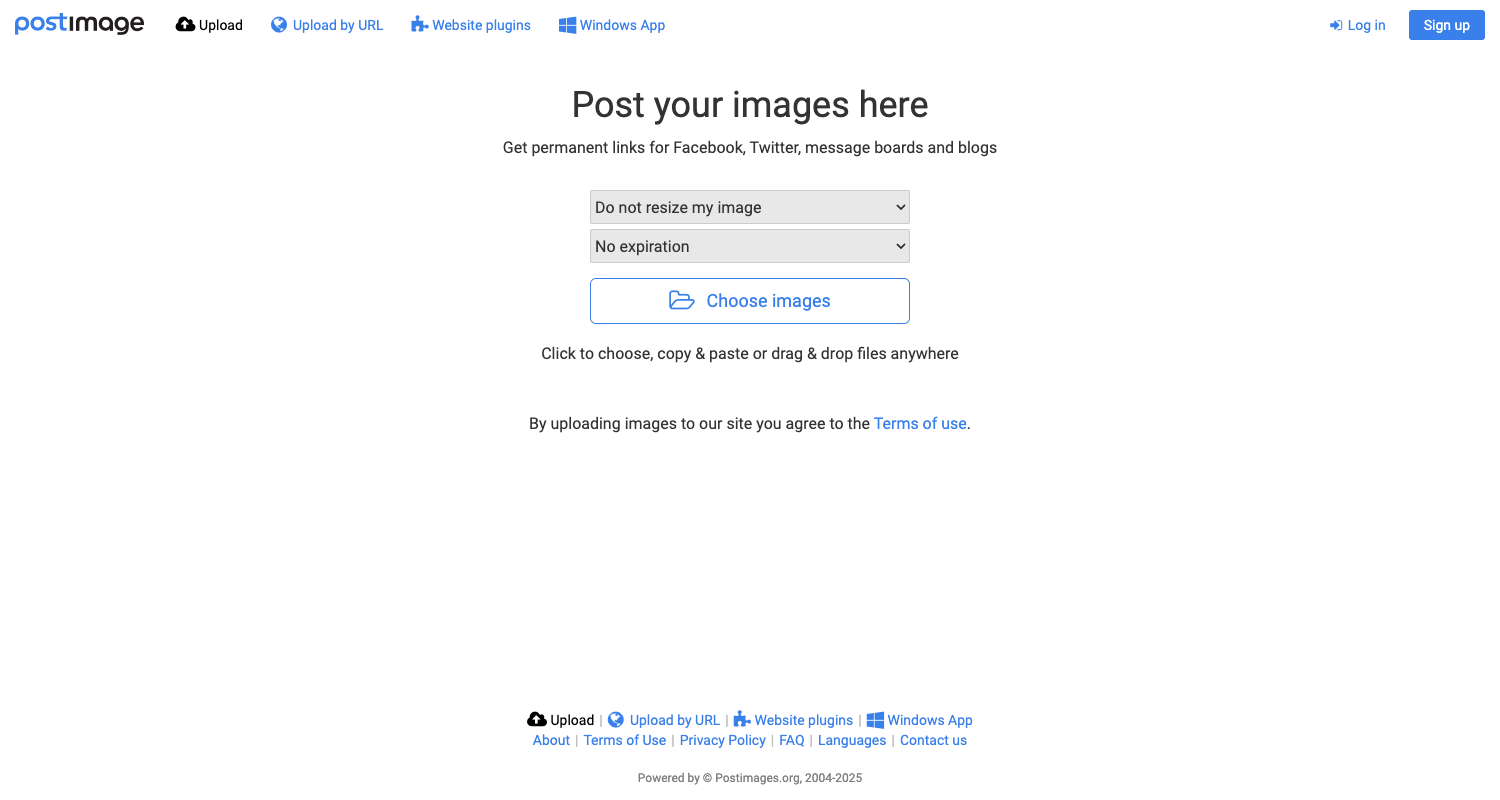 postimage Upload Upload by URL Website plugins Windows App Log in Sign up
Post your images here
Get permanent links for Facebook, Twitter, message boards and blogs
Do not resize my image
No expiration
Choose images
Click to choose, copy & paste or drag & drop files anywhere
By uploading images to our site you agree to the Terms of use.
Upload | Upload by URL | Website plugins | Windows App
About | Terms of Use | Privacy Policy | FAQ | Languages | Contact us
Powered by © Postimages.org, 2004-2025